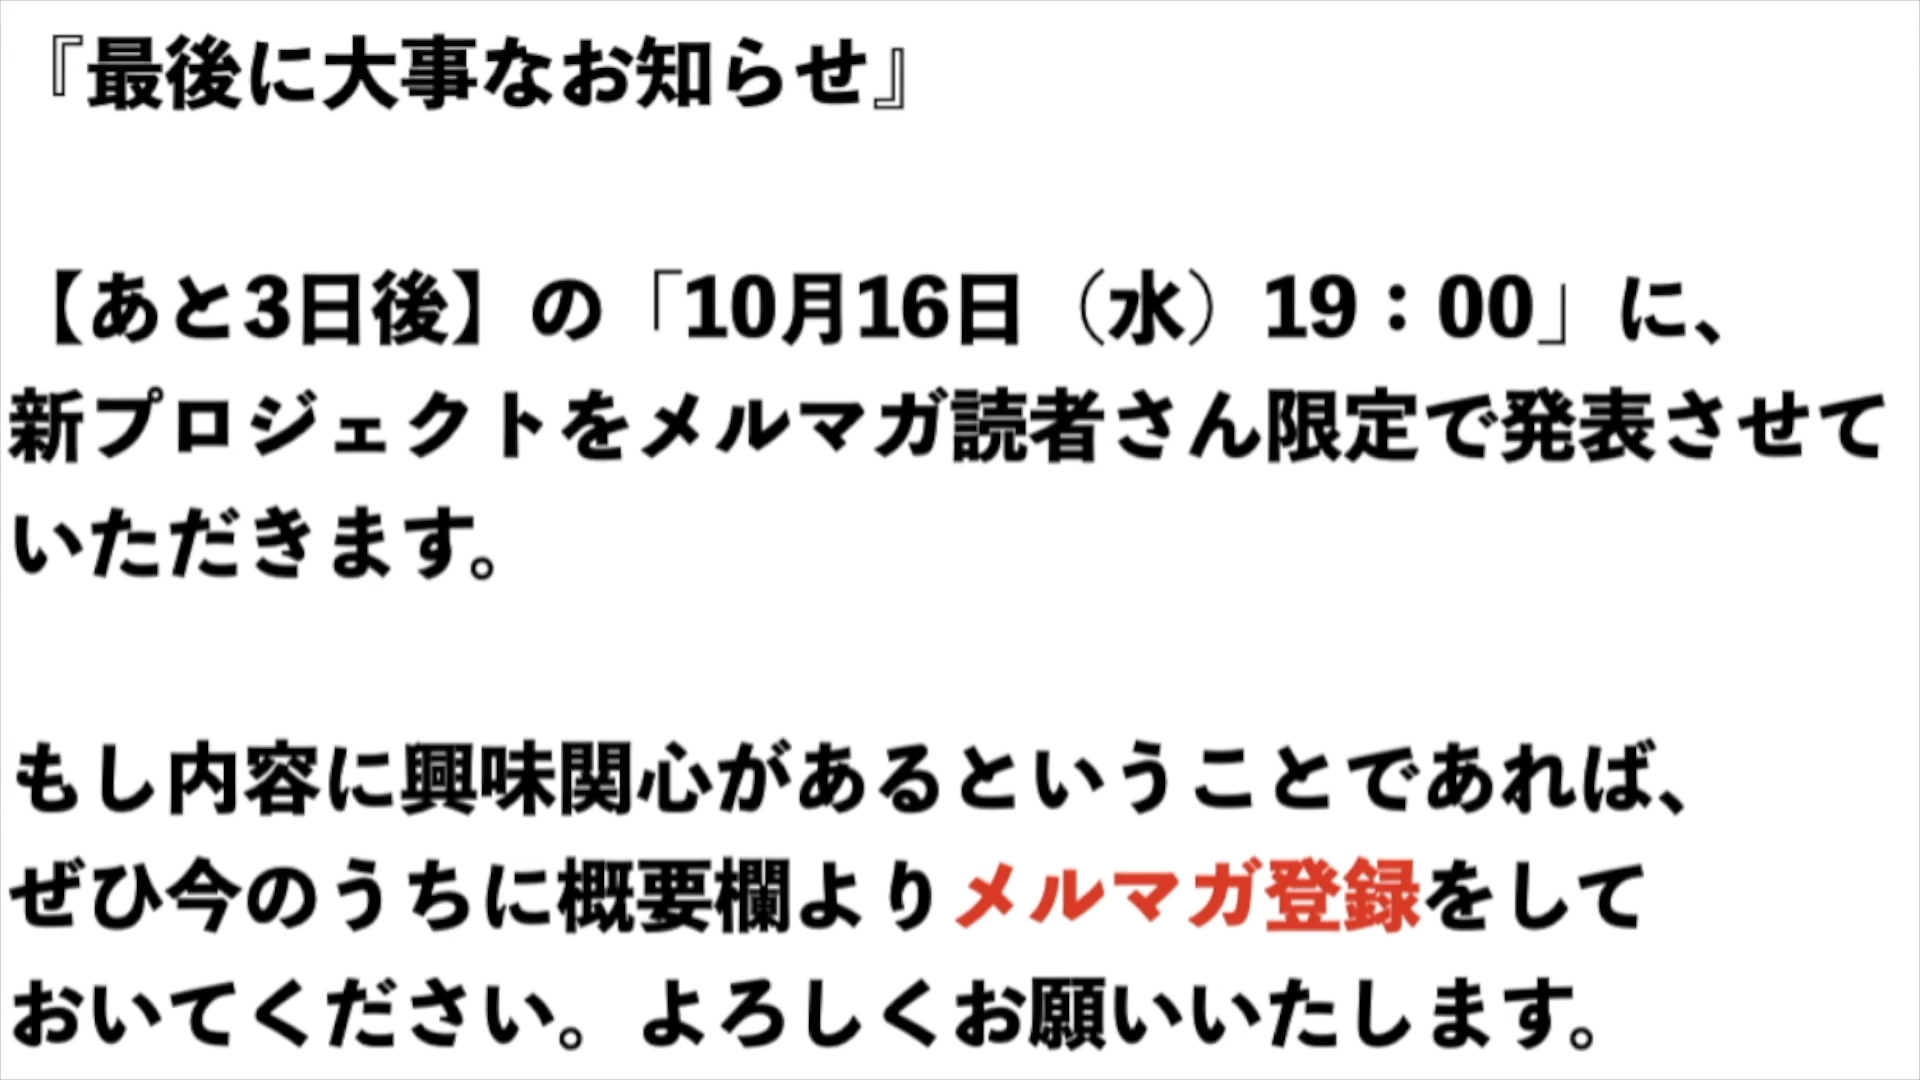 『最後に大事なお知らせ』
【あと3日後】の「10月16日（水）19：00」に、
新プロジェクトをメルマガ読者さん限定で発表させて
いただきます。
もし内容に興味関心があるということであれば、
ぜひ今のうちに概要欄よりメルマガ登録をして
おいてください。よろしくお願いいたします。